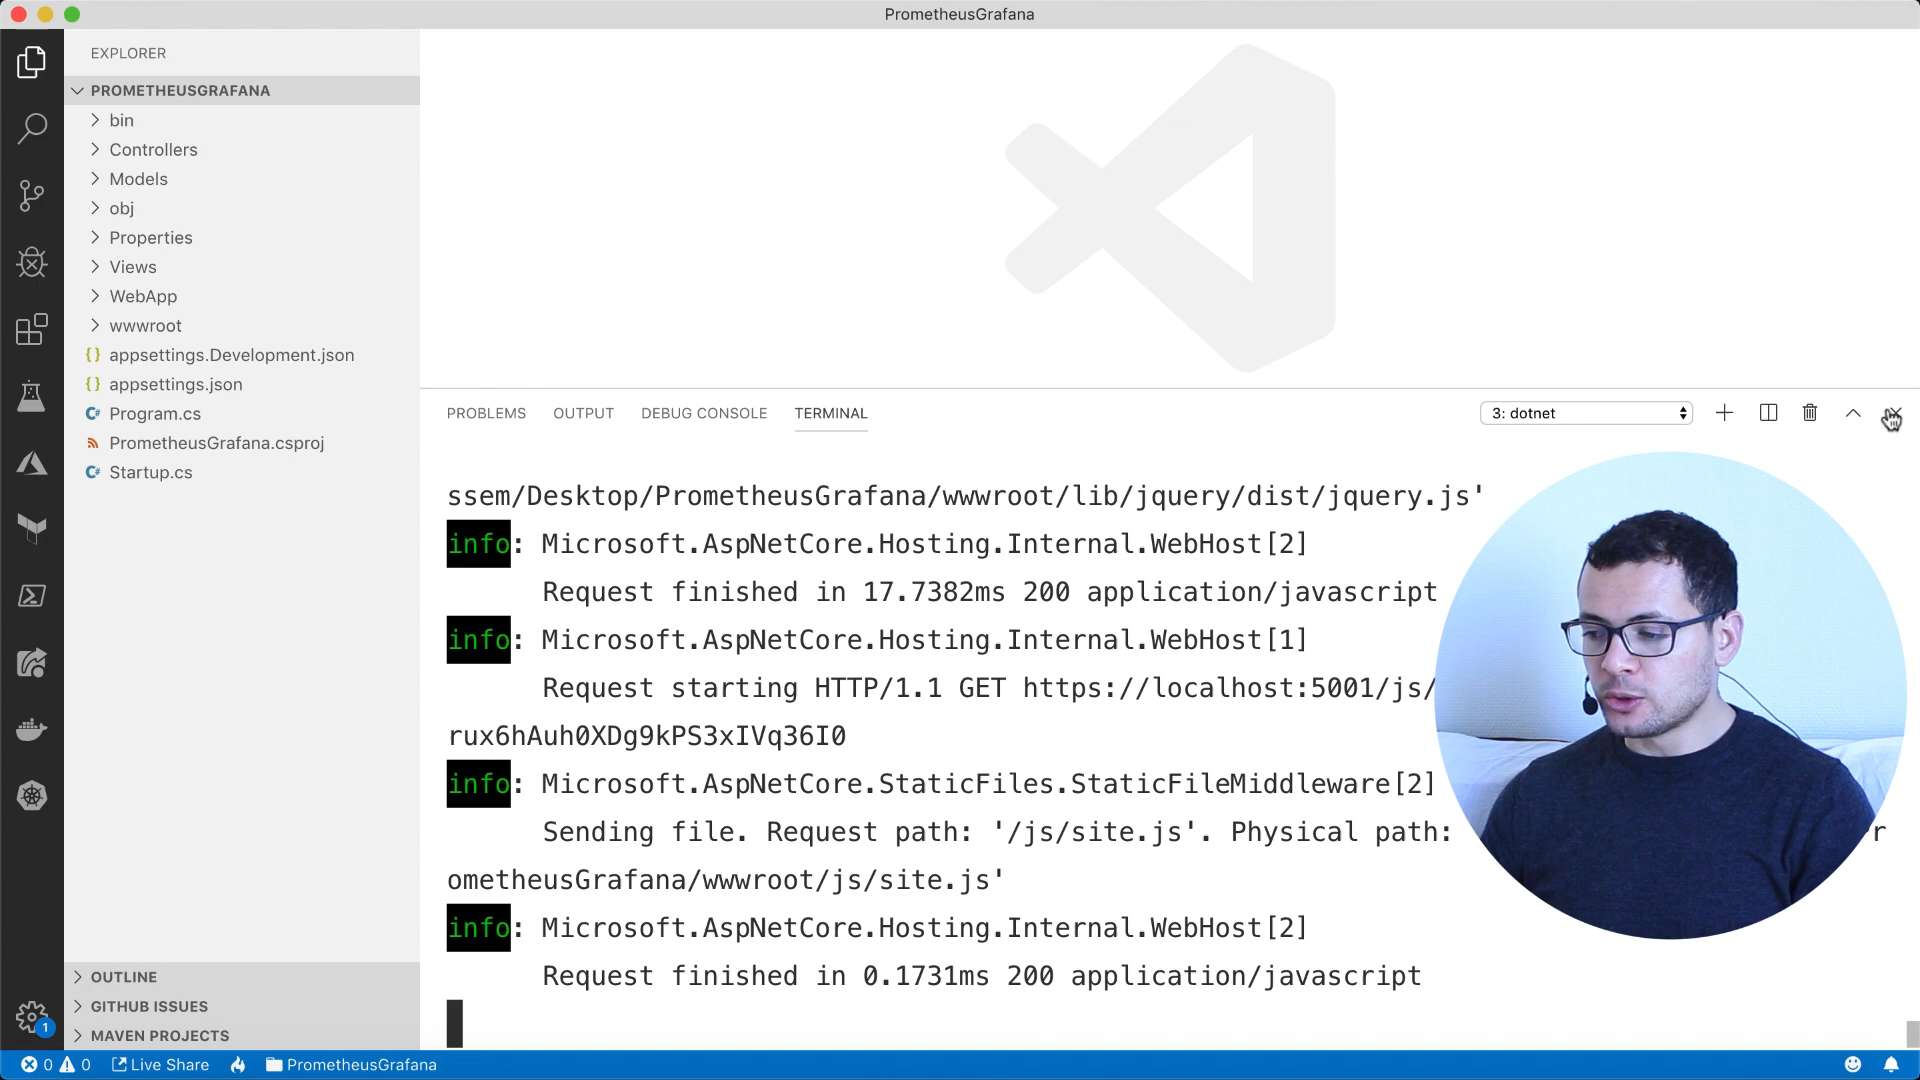 PrometheusGrafana
EXPLORER
PROMETHEUSGRAFANA
bin
Controllers
Models
obj
Properties
Views
WebApp
wwwroot
{} appsettings.Development.json
{} appsettings.json
C# Program.cs
PrometheusGrafana.csproj
C# Startup.cs
OUTLINE
GITHUB ISSUES
MAVEN PROJECTS
PROBLEMS OUTPUT DEBUG CONSOLE TERMINAL 3: dotnet
ssem/Desktop/PrometheusGrafana/wwwroot/lib/jquery/dist/jquery.js'
info: Microsoft.AspNetCore.Hosting.Internal.WebHost[2]
Request finished in 17.7382ms 200 application/javascript
info: Microsoft.AspNetCore.Hosting.Internal.WebHost[1]
Request starting HTTP/1.1 GET https://localhost:5001/js/
rux6hAuh0XDg9kPS3xIVq36I0
info: Microsoft.AspNetCore.StaticFiles.StaticFileMiddleware[2]
Sending file. Request path: '/js/site.js'. Physical path: r
ometheusGrafana/wwwroot/js/site.js'
info: Microsoft.AspNetCore.Hosting.Internal.WebHost[2]
Request finished in 0.1731ms 200 application/javascript
1
0 0 Live Share PrometheusGrafana